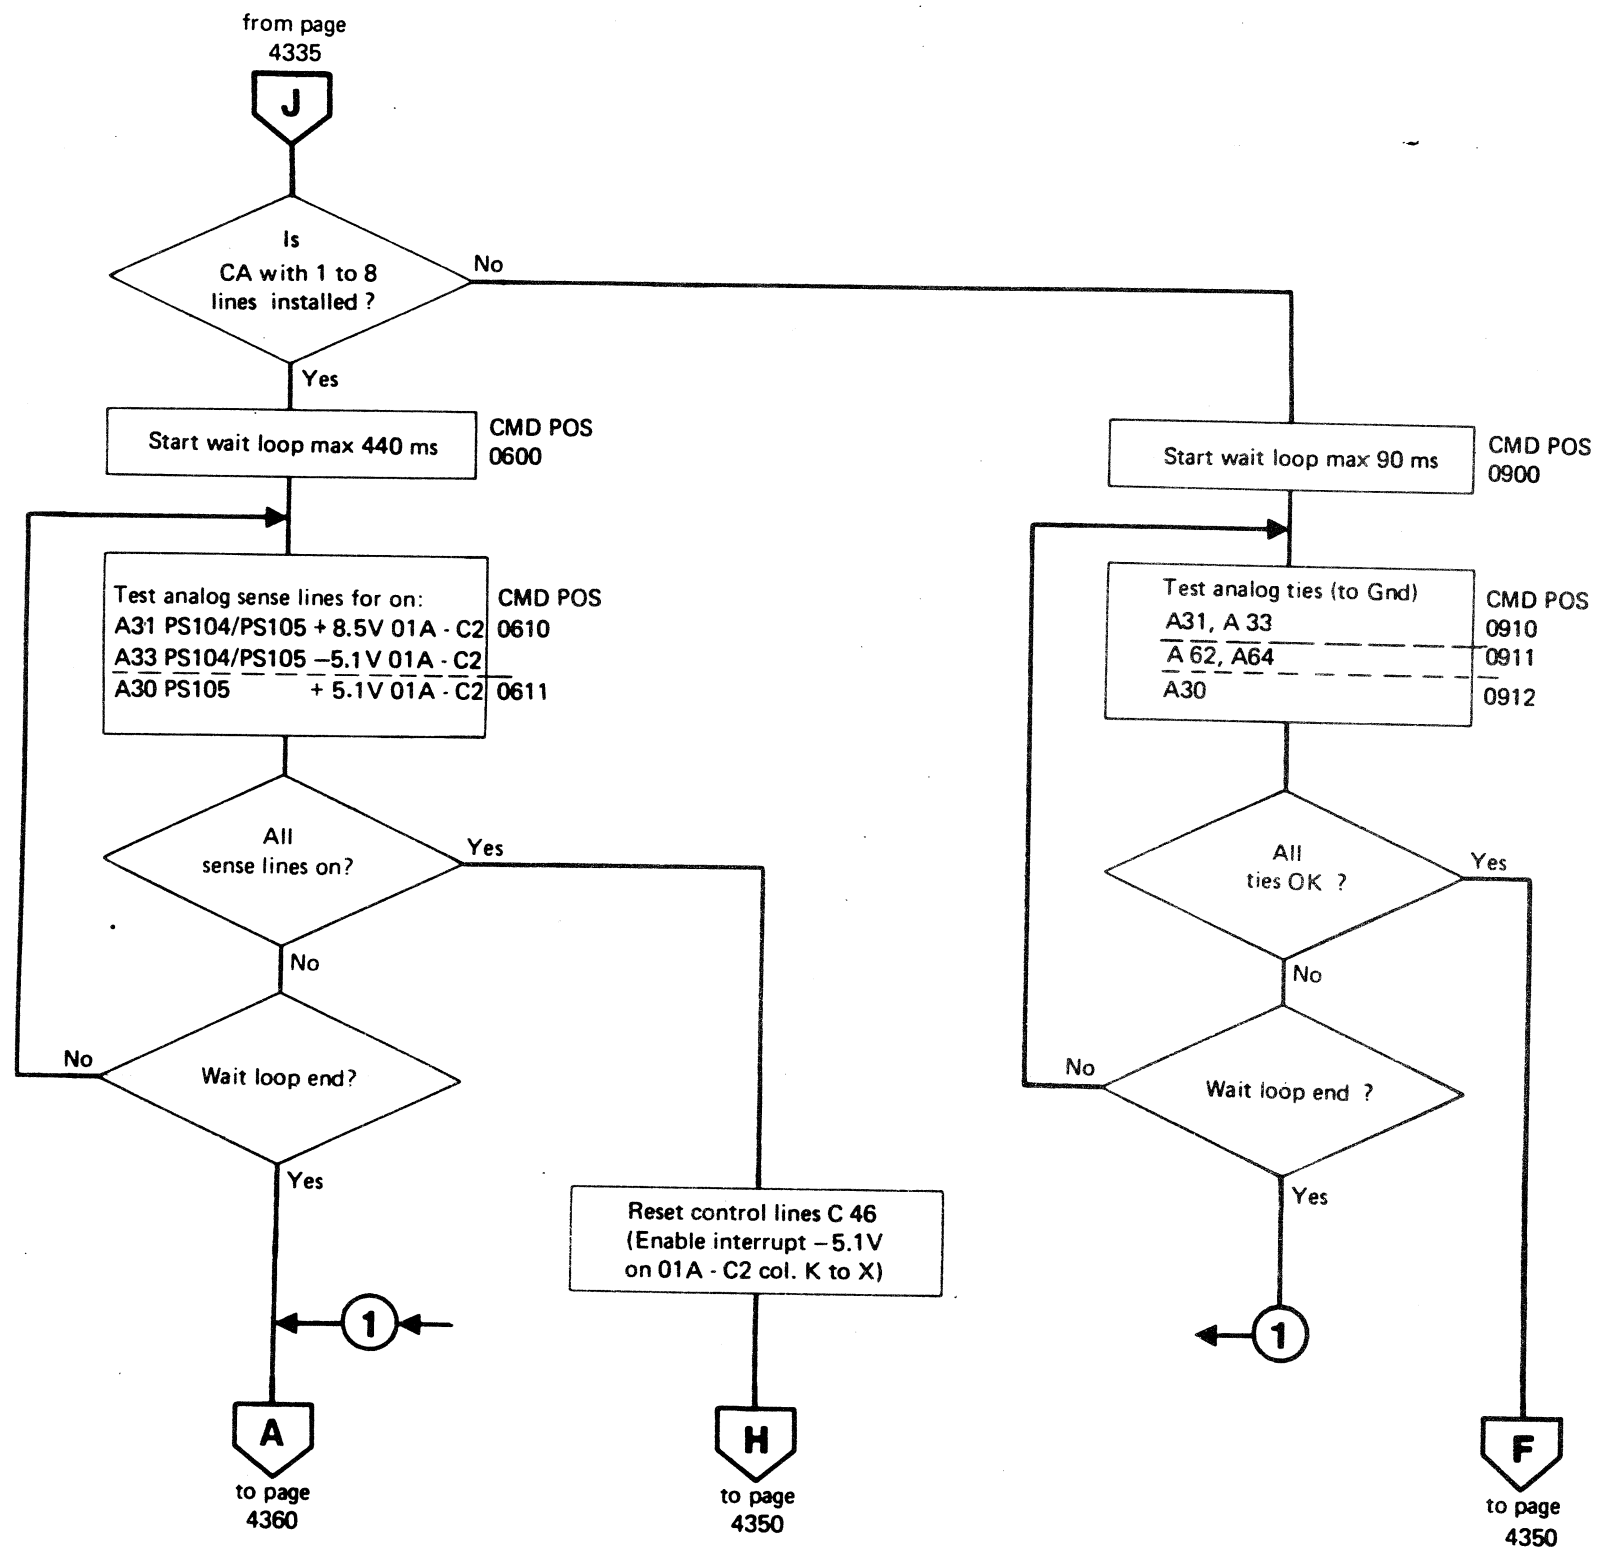 from page
4335
J
Is
CA with 1 to 8
lines installed ?
No
Yes
Start wait loop max 440 ms
CMD POS
0600
Start wait loop max 90 ms
CMD POS
0900
Test analog sense lines for on:
A31 PS104/PS105 + 8.5V 01A - C2
A33 PS104/PS105 –5.1V 01A - C2
A30 PS105 + 5.1V 01A - C2
CMD POS
0610
0611
Test analog ties (to Gnd)
A31, A 33
A 62, A64
A30
CMD POS
0910
0911
0912
All
sense lines on?
Yes
No
All
ties OK ?
Yes
No
Wait loop end?
No
Yes
Wait loop end ?
No
Yes
Reset control lines C 46
(Enable interrupt – 5.1V
on 01A - C2 col. K to X)
1
1
A
to page
4360
H
to page
4350
F
to page
4350